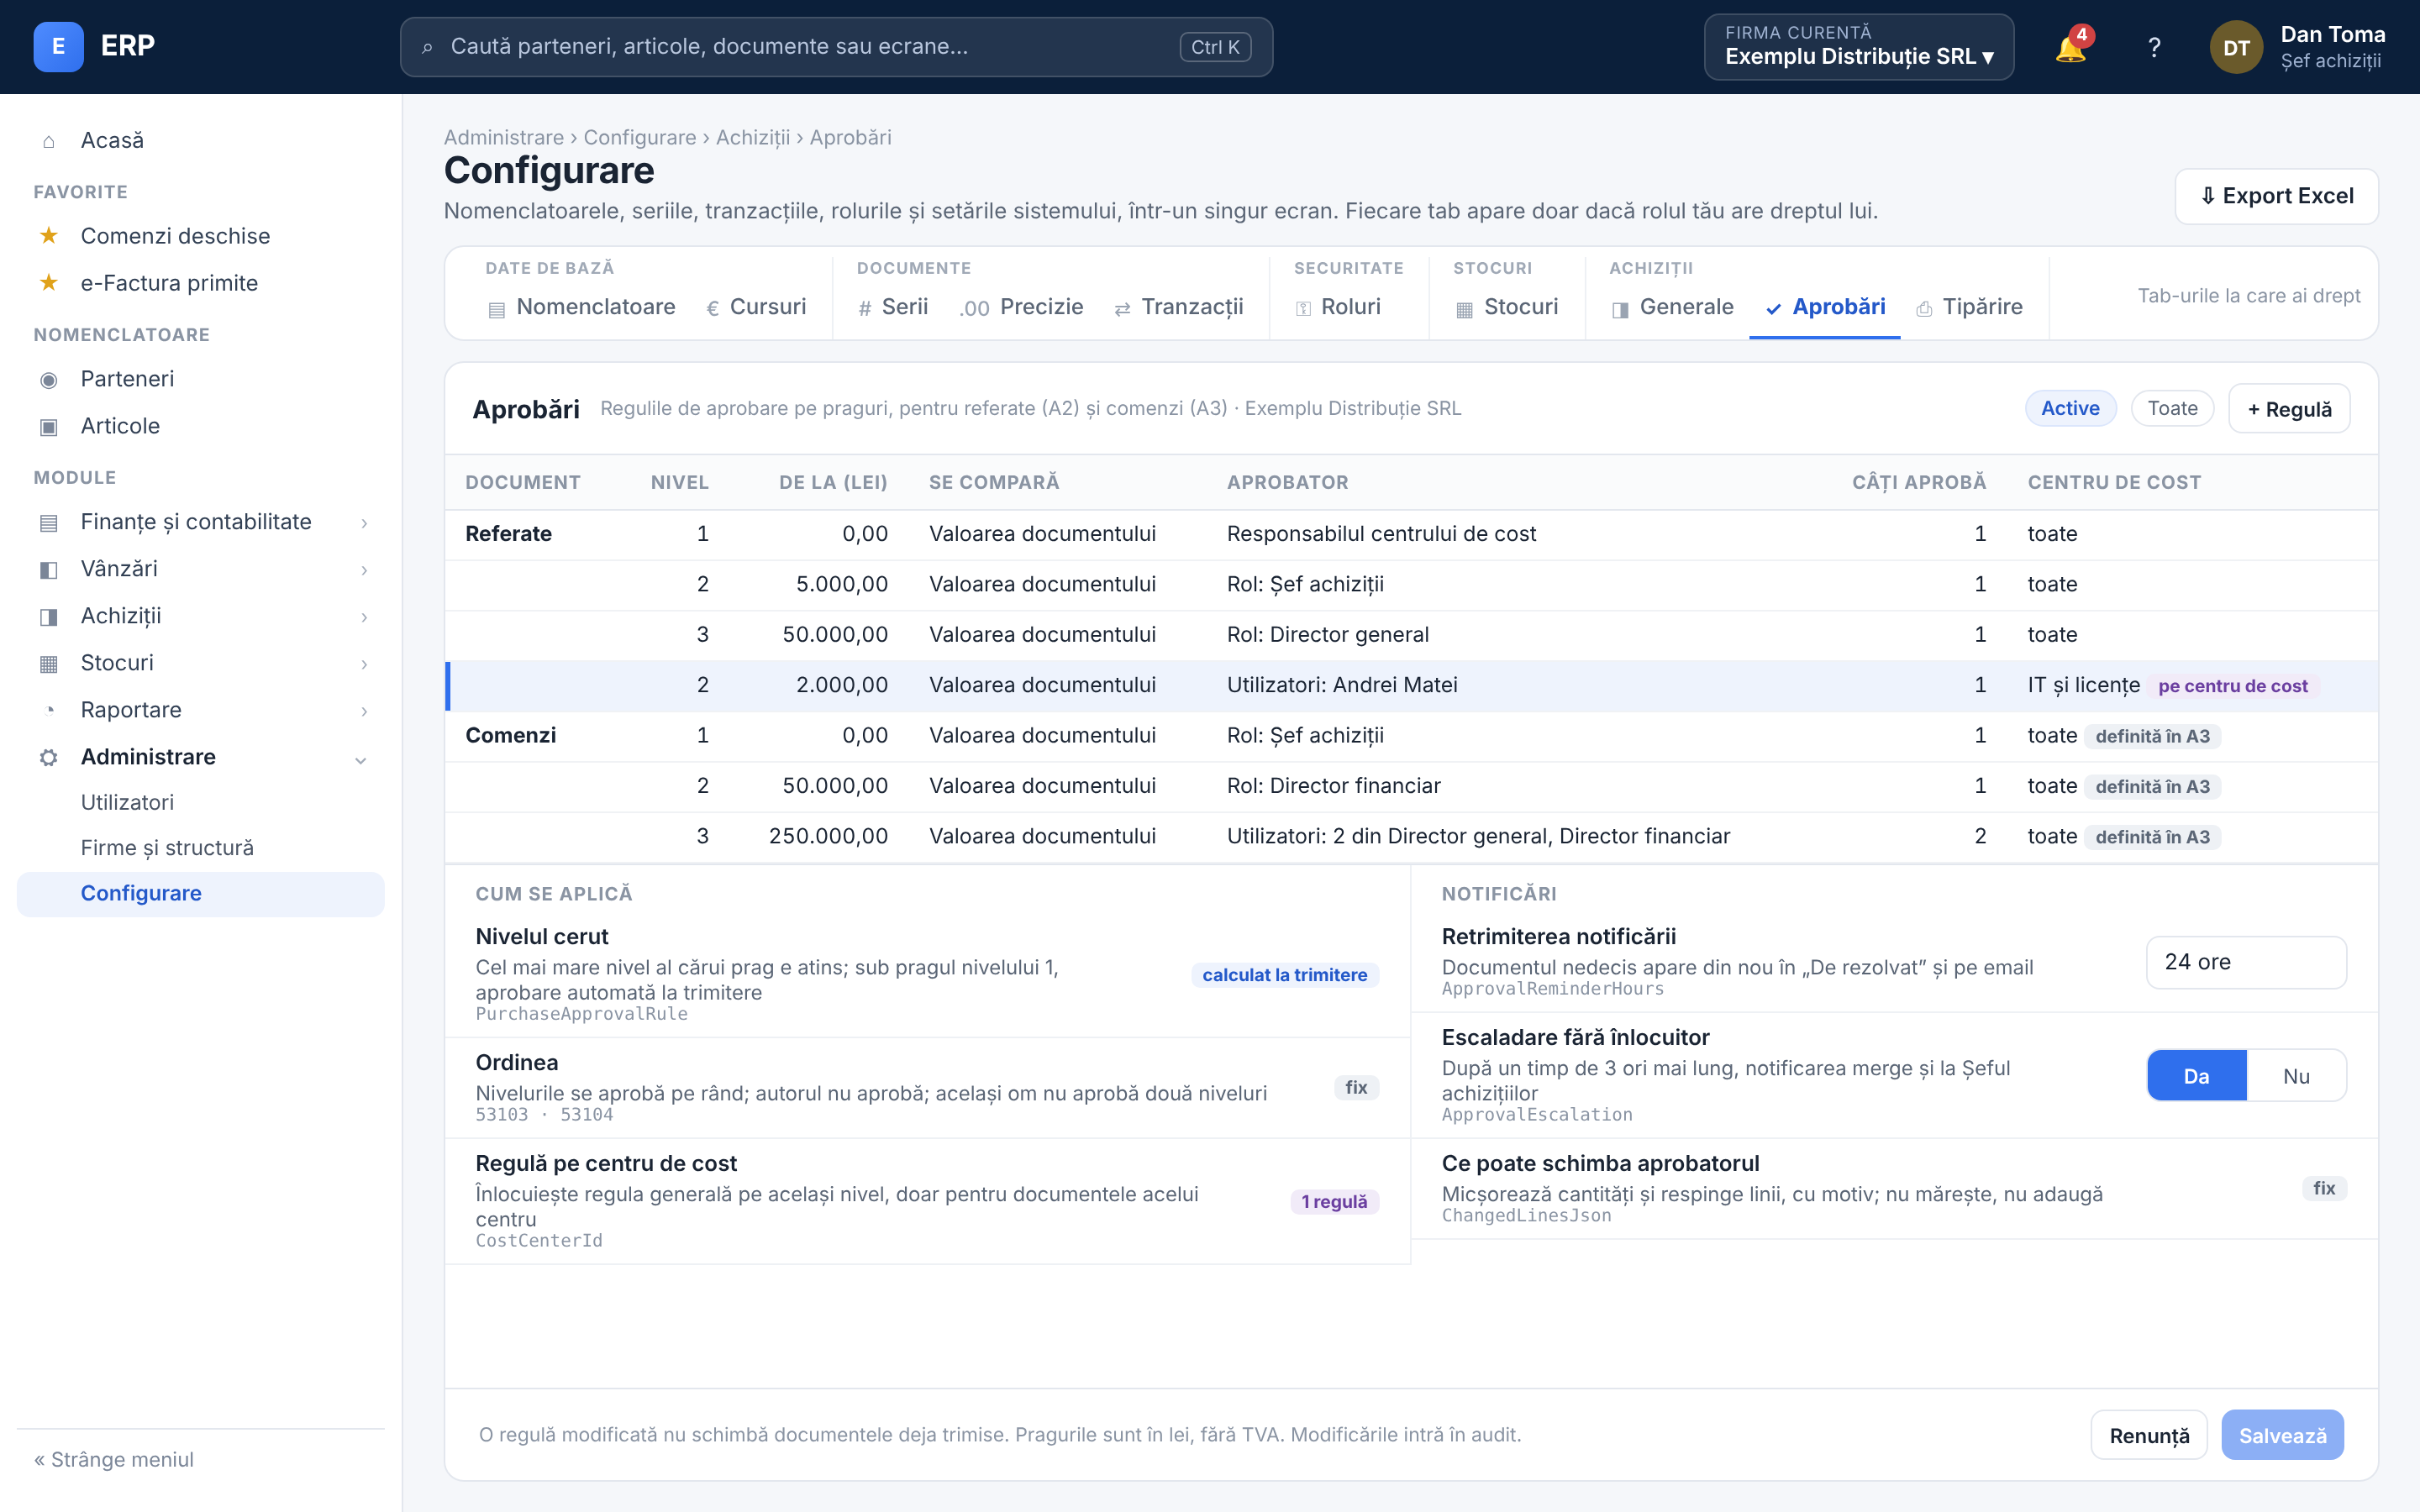 E ERP
Caută parteneri, articole, documente sau ecrane... Ctrl K
FIRMA CURENTĂ
Exemplu Distribuție SRL ▾
4
?
DT
Dan Toma
Șef achiziții
Acasă
FAVORITE
★ Comenzi deschise
★ e-Factura primite
NOMENCLATOARE
Parteneri
Articole
MODULE
Finanțe și contabilitate ›
Vânzări ›
Achiziții ›
Stocuri ›
Raportare ›
Administrare
Utilizatori
Firme și structură
Configurare
« Strânge meniul
Administrare › Configurare › Achiziții › Aprobări
Configurare
Nomenclatoarele, seriile, tranzacțiile, rolurile și setările sistemului, într-un singur ecran. Fiecare tab apare doar dacă rolul tău are dreptul lui.
⇩ Export Excel
DATE DE BAZĂ DOCUMENTE SECURITATE STOCURI ACHIZIȚII
Nomenclatoare € Cursuri # Serii .00 Precizie ⇄ Tranzacții Roluri Stocuri Generale ✓ Aprobări Tipărire
Tab-urile la care ai drept
Aprobări Regulile de aprobare pe praguri, pentru referate (A2) și comenzi (A3) · Exemplu Distribuție SRL Active Toate + Regulă
DOCUMENT NIVEL DE LA (LEI) SE COMPARĂ APROBATOR CÂȚI APROBĂ CENTRU DE COST
Referate 1 0,00 Valoarea documentului Responsabilul centrului de cost 1 toate
2 5.000,00 Valoarea documentului Rol: Șef achiziții 1 toate
3 50.000,00 Valoarea documentului Rol: Director general 1 toate
2 2.000,00 Valoarea documentului Utilizatori: Andrei Matei 1 IT și licențe pe centru de cost
Comenzi 1 0,00 Valoarea documentului Rol: Șef achiziții 1 toate definită în A3
2 50.000,00 Valoarea documentului Rol: Director financiar 1 toate definită în A3
3 250.000,00 Valoarea documentului Utilizatori: 2 din Director general, Director financiar 2 toate definită în A3
CUM SE APLICĂ
Nivelul cerut
Cel mai mare nivel al cărui prag e atins; sub pragul nivelului 1,
aprobare automată la trimitere
PurchaseApprovalRule
calculat la trimitere
Ordinea
Nivelurile se aprobă pe rând; autorul nu aprobă; același om nu aprobă două niveluri
53103 · 53104
fix
Regulă pe centru de cost
Înlocuiește regula generală pe același nivel, doar pentru documentele acelui
centru
CostCenterId
1 regulă
NOTIFICĂRI
Retrimiterea notificării
Documentul nedecis apare din nou în „De rezolvat” și pe email
ApprovalReminderHours
24 ore
Escaladare fără înlocuitor
După un timp de 3 ori mai lung, notificarea merge și la Șeful
achizițiilor
ApprovalEscalation
Da Nu
Ce poate schimba aprobatorul
Micșorează cantități și respinge linii, cu motiv; nu mărește, nu adaugă
ChangedLinesJson
fix
O regulă modificată nu schimbă documentele deja trimise. Pragurile sunt în lei, fără TVA. Modificările intră în audit.
Renunță Salvează